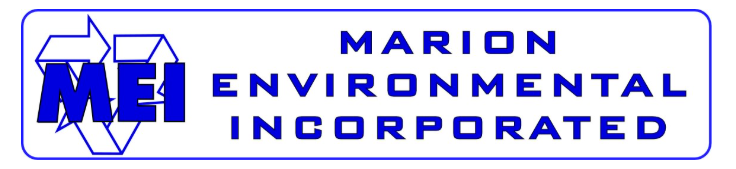 MEI
MARION
ENVIRONMENTAL
INCORPORATED